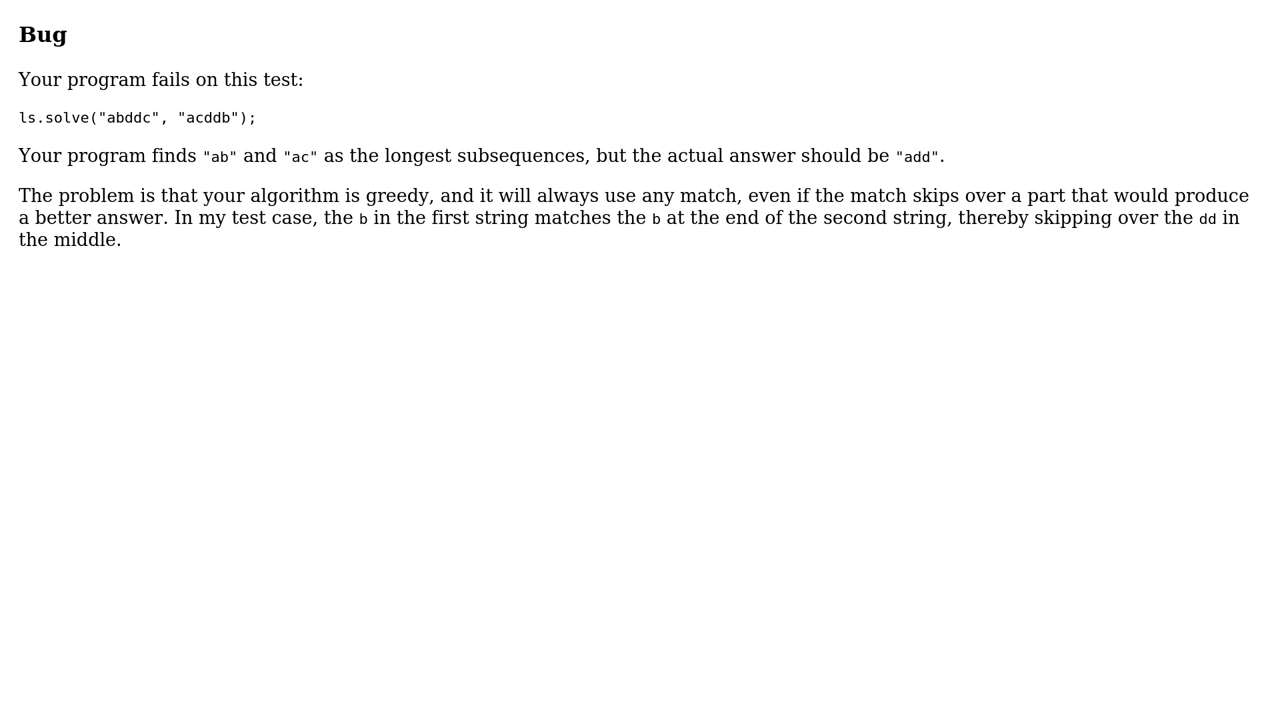 Bug
Your program fails on this test:
ls.solve("abddc", "acddb");
Your program finds "ab" and "ac" as the longest subsequences, but the actual answer should be "add".
The problem is that your algorithm is greedy, and it will always use any match, even if the match skips over a part that would produce
a better answer. In my test case, the b in the first string matches the b at the end of the second string, thereby skipping over the dd in
the middle.